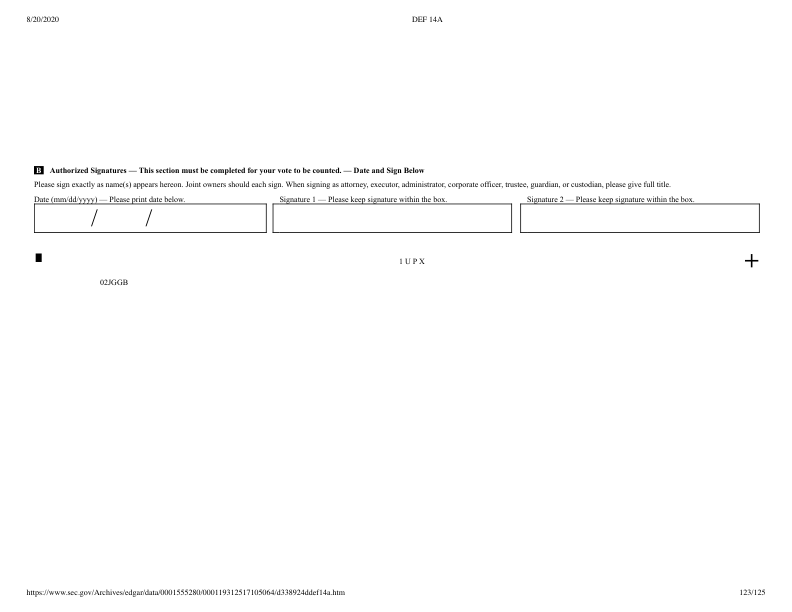 8/20/2020 DEF 14A
B Authorized Signatures — This section must be completed for your vote to be counted. — Date and Sign Below
Please sign exactly as name(s) appears hereon. Joint owners should each sign. When signing as attorney, executor, administrator, corporate officer, trustee, guardian, or custodian, please give full title.
Date (mm/dd/yyyy) — Please print date below. Signature 1 — Please keep signature within the box. Signature 2 — Please keep signature within the box.
/ /
1 U P X +
02JGGB
https://www.sec.gov/Archives/edgar/data/0001555280/000119312517105064/d338924ddef14a.htm 123/125